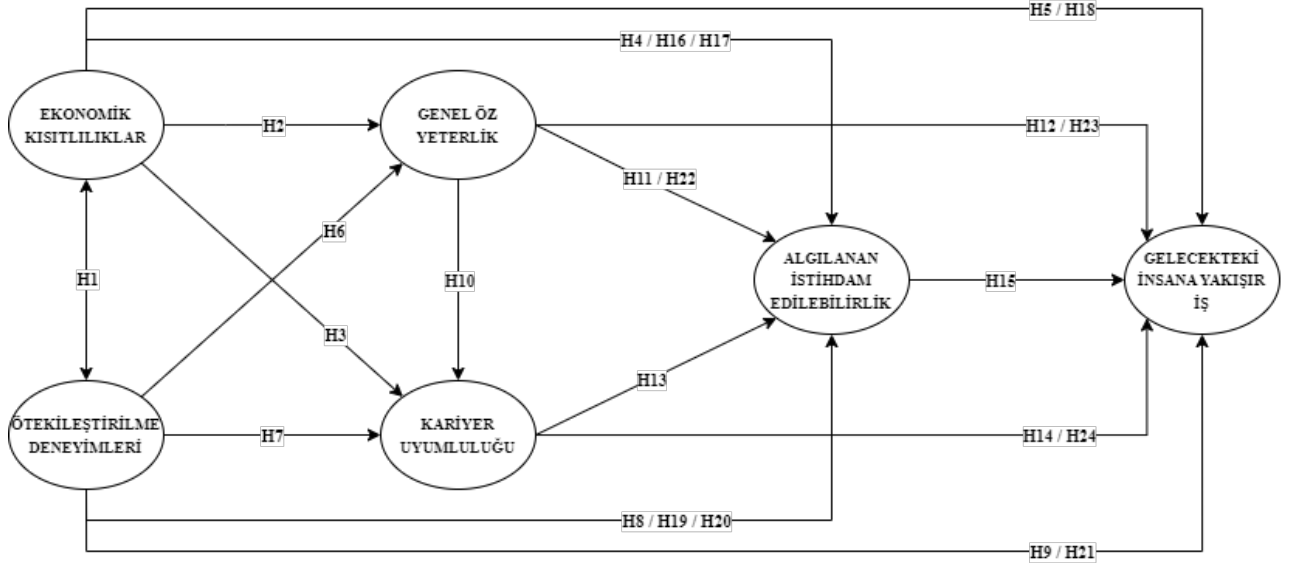 H5 / H18
H4 / H16 / H17
EKONOMİK
KISITLILIKLAR
H2
GENEL ÖZ
YETERLİK
H12 / H23
H11 / H22
H6
H1
H10
ALGILANAN
İSTİHDAM
EDİLEBİLİRLİK
H15
GELECEKTEKİ
İNSANA YAKIŞIR
İŞ
H3
H13
ÖTEKİLEŞTİRİLME
DENEYİMLERİ
H7
KARİYER
UYUMLULUĞU
H14 / H24
H8 / H19 / H20
H9 / H21